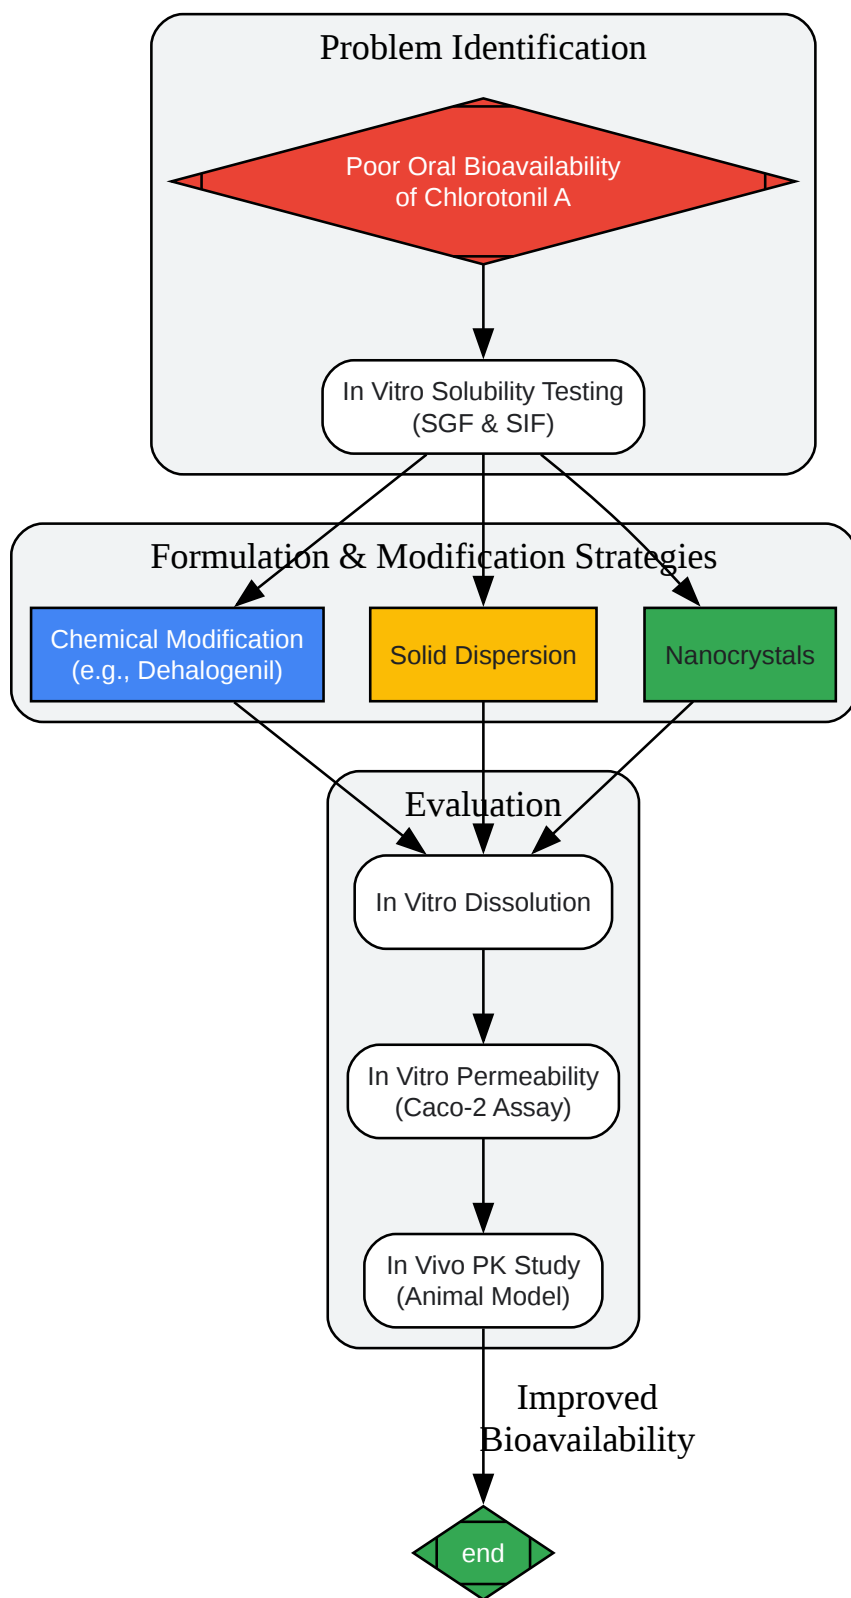 Problem Identification
Poor Oral Bioavailability
of Chlorotonil A
In Vitro Solubility Testing
(SGF & SIF)
Formulation & Modification Strategies
Chemical Modification
(e.g., Dehalogenil)
Solid Dispersion
Nanocrystals
Evaluation
In Vitro Dissolution
In Vitro Permeability
(Caco-2 Assay)
In Vivo PK Study
(Animal Model)
Improved
Bioavailability
end